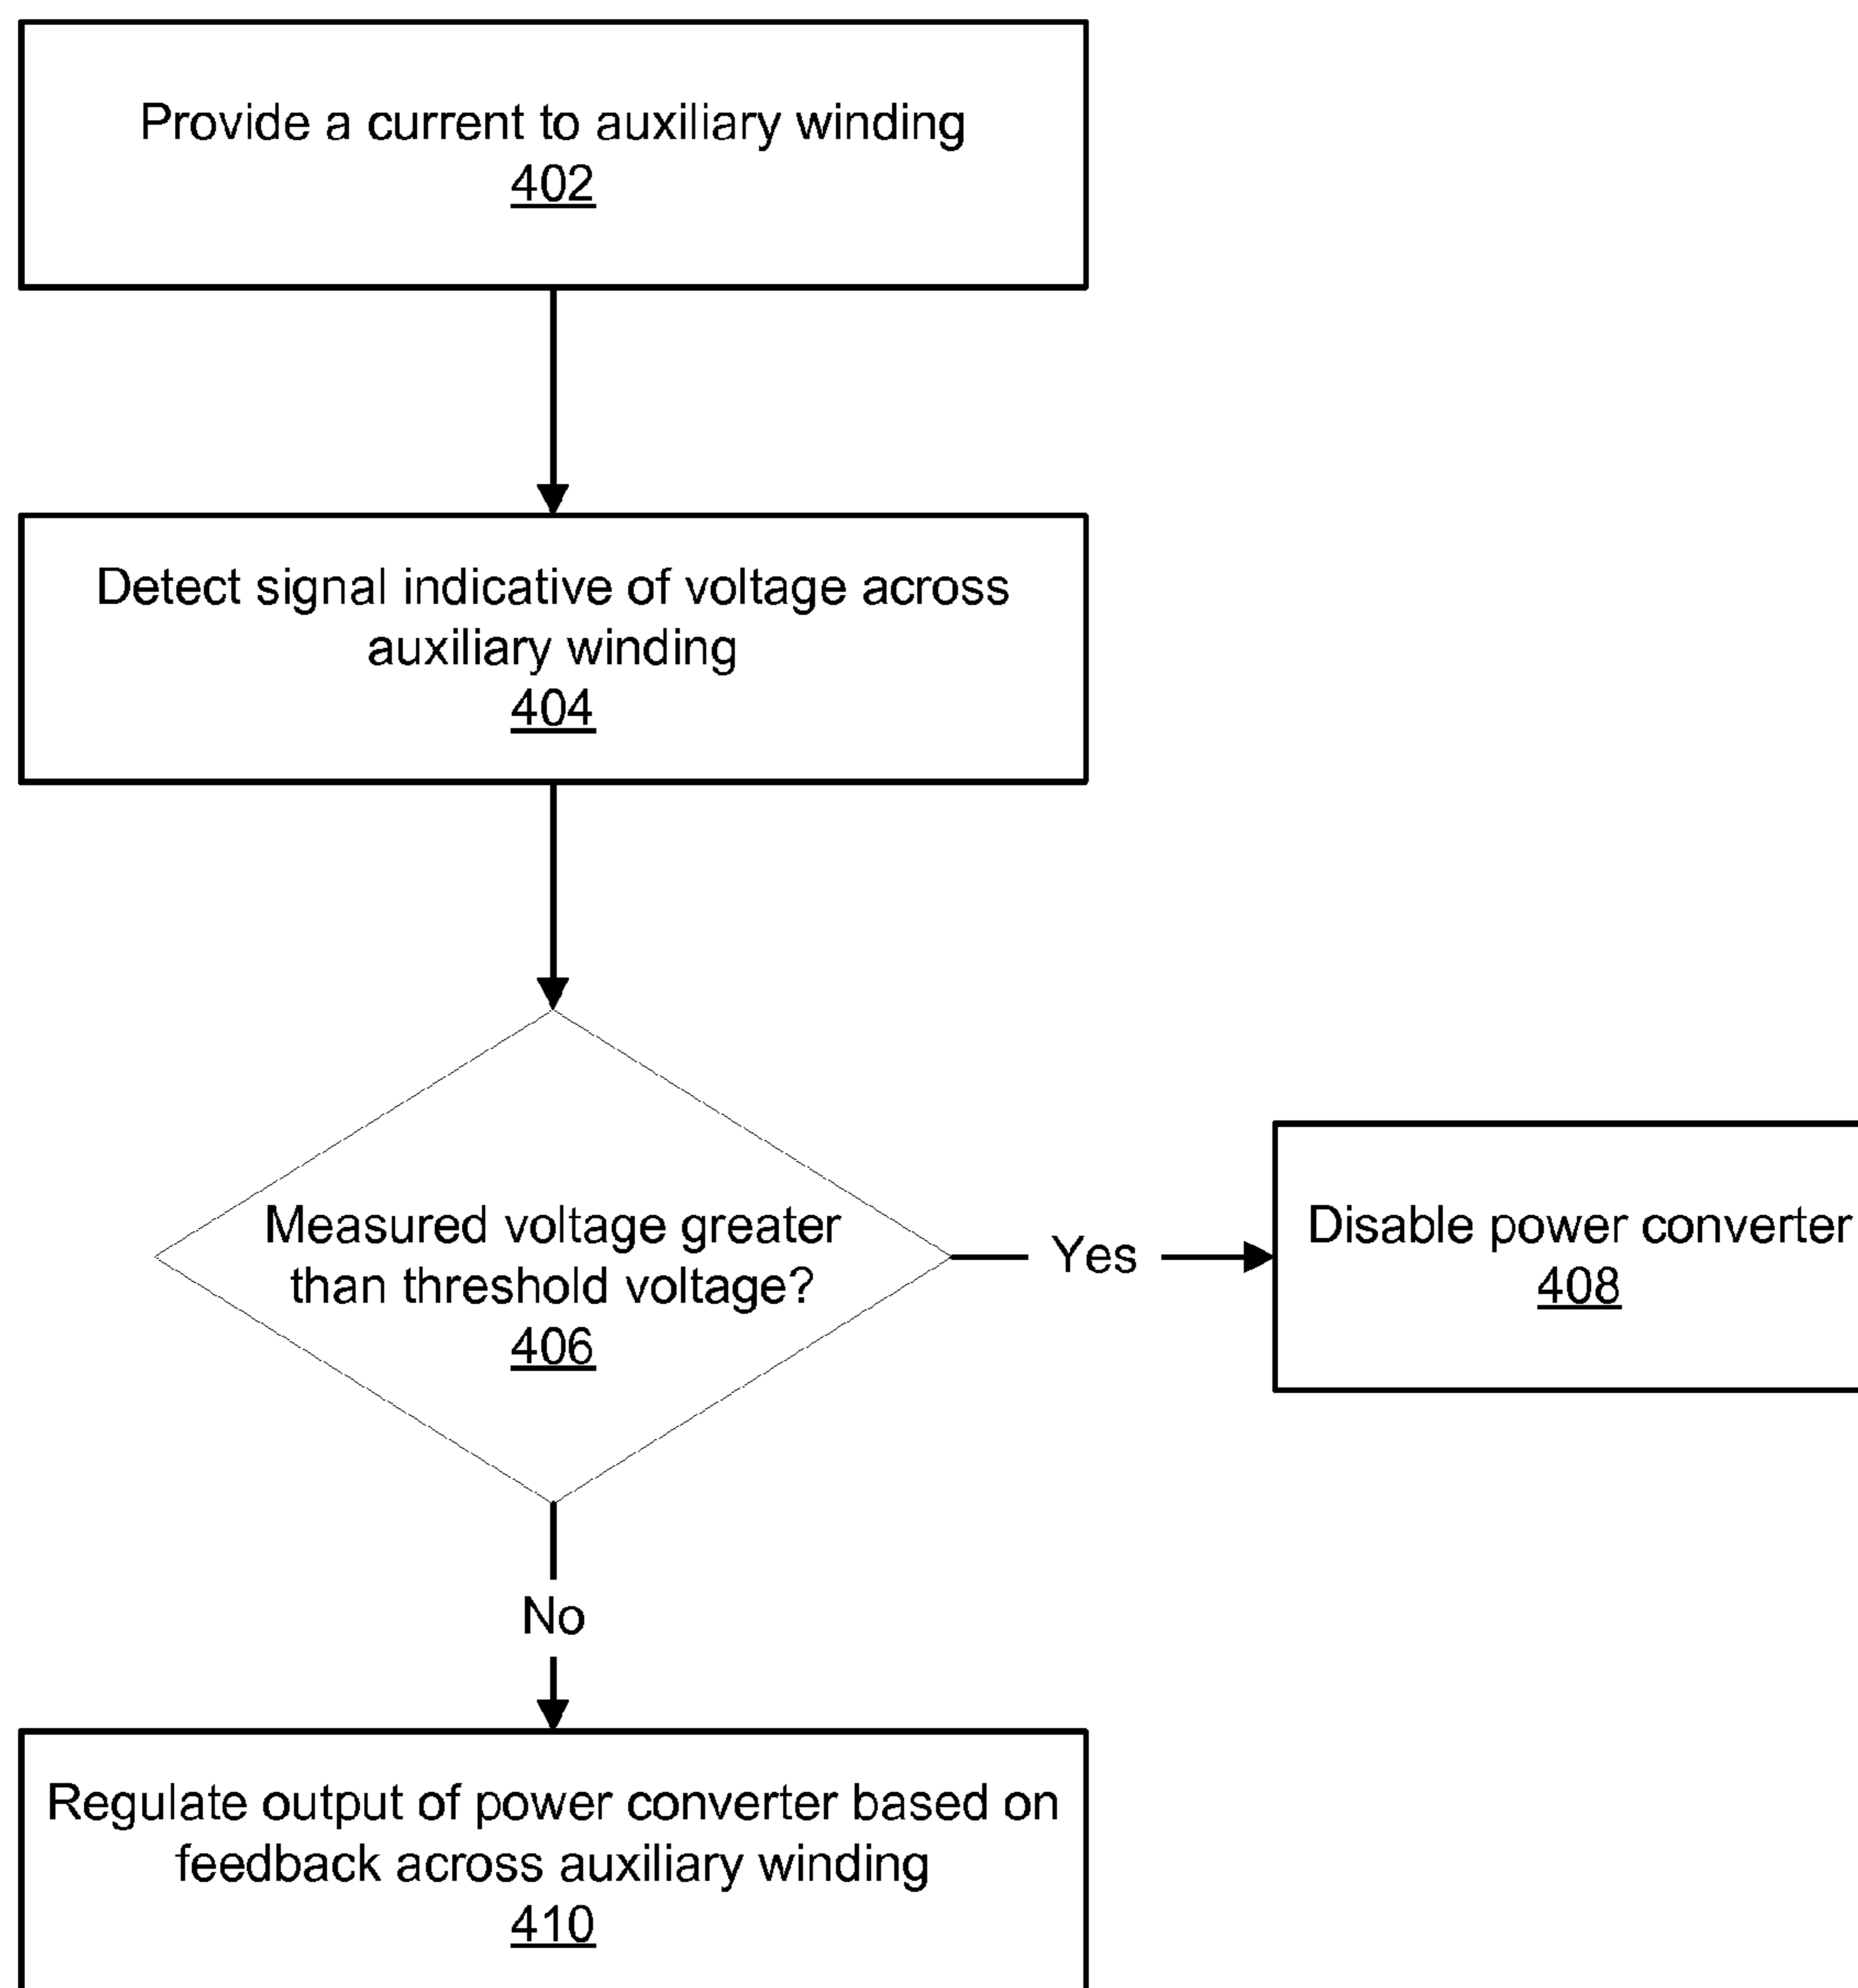 Provide a current to auxiliary winding
402
Detect signal indicative of voltage across
auxiliary winding
404
Measured voltage greater
than threshold voltage?
406
Yes
Disable power converter
408
No
Regulate output of power converter based on
feedback across auxiliary winding
410